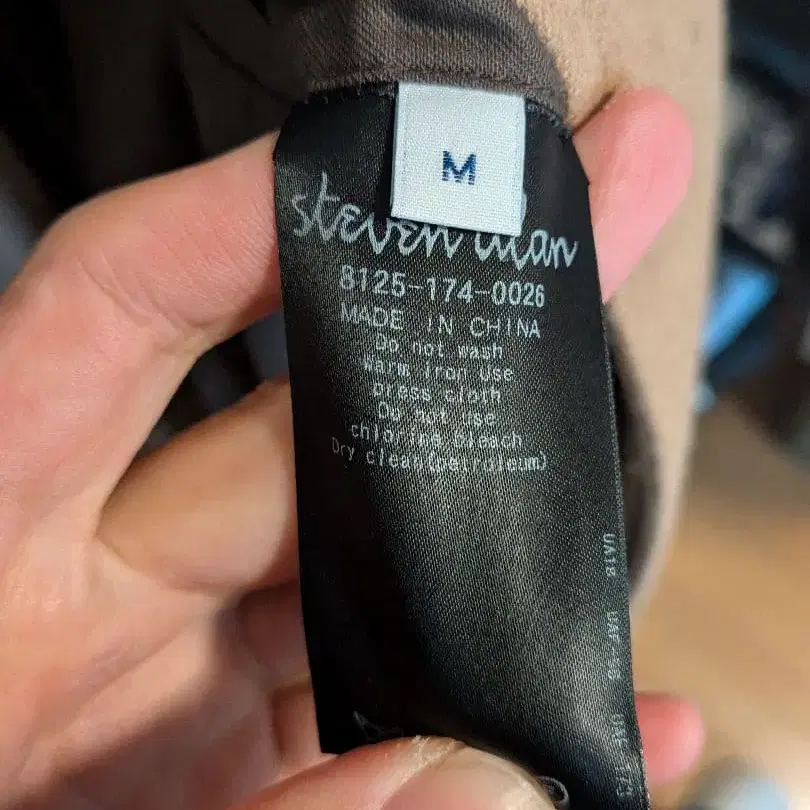 M
steven alan
8125-174-0026
MADE IN CHINA
Do not wash
Warm iron use
press cloth
Do not use
chlorine bleach
Dry clean(petroleum)